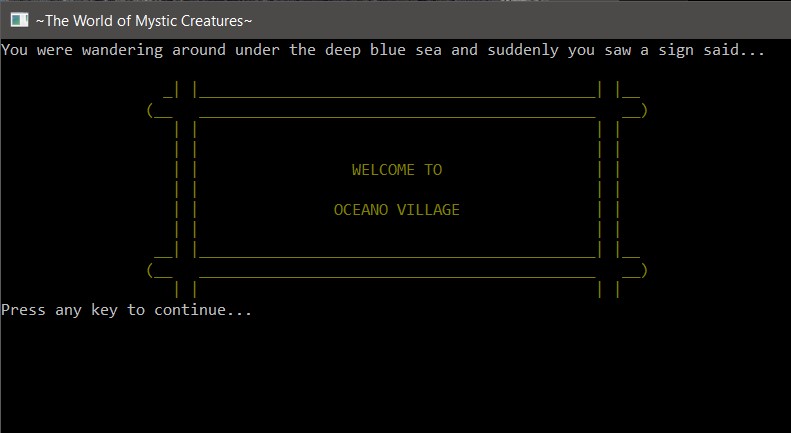 ~The World of Mystic Creatures~
You were wandering around under the deep blue sea and suddenly you saw a sign said...
WELCOME TO
OCEANO VILLAGE
Press any key to continue...